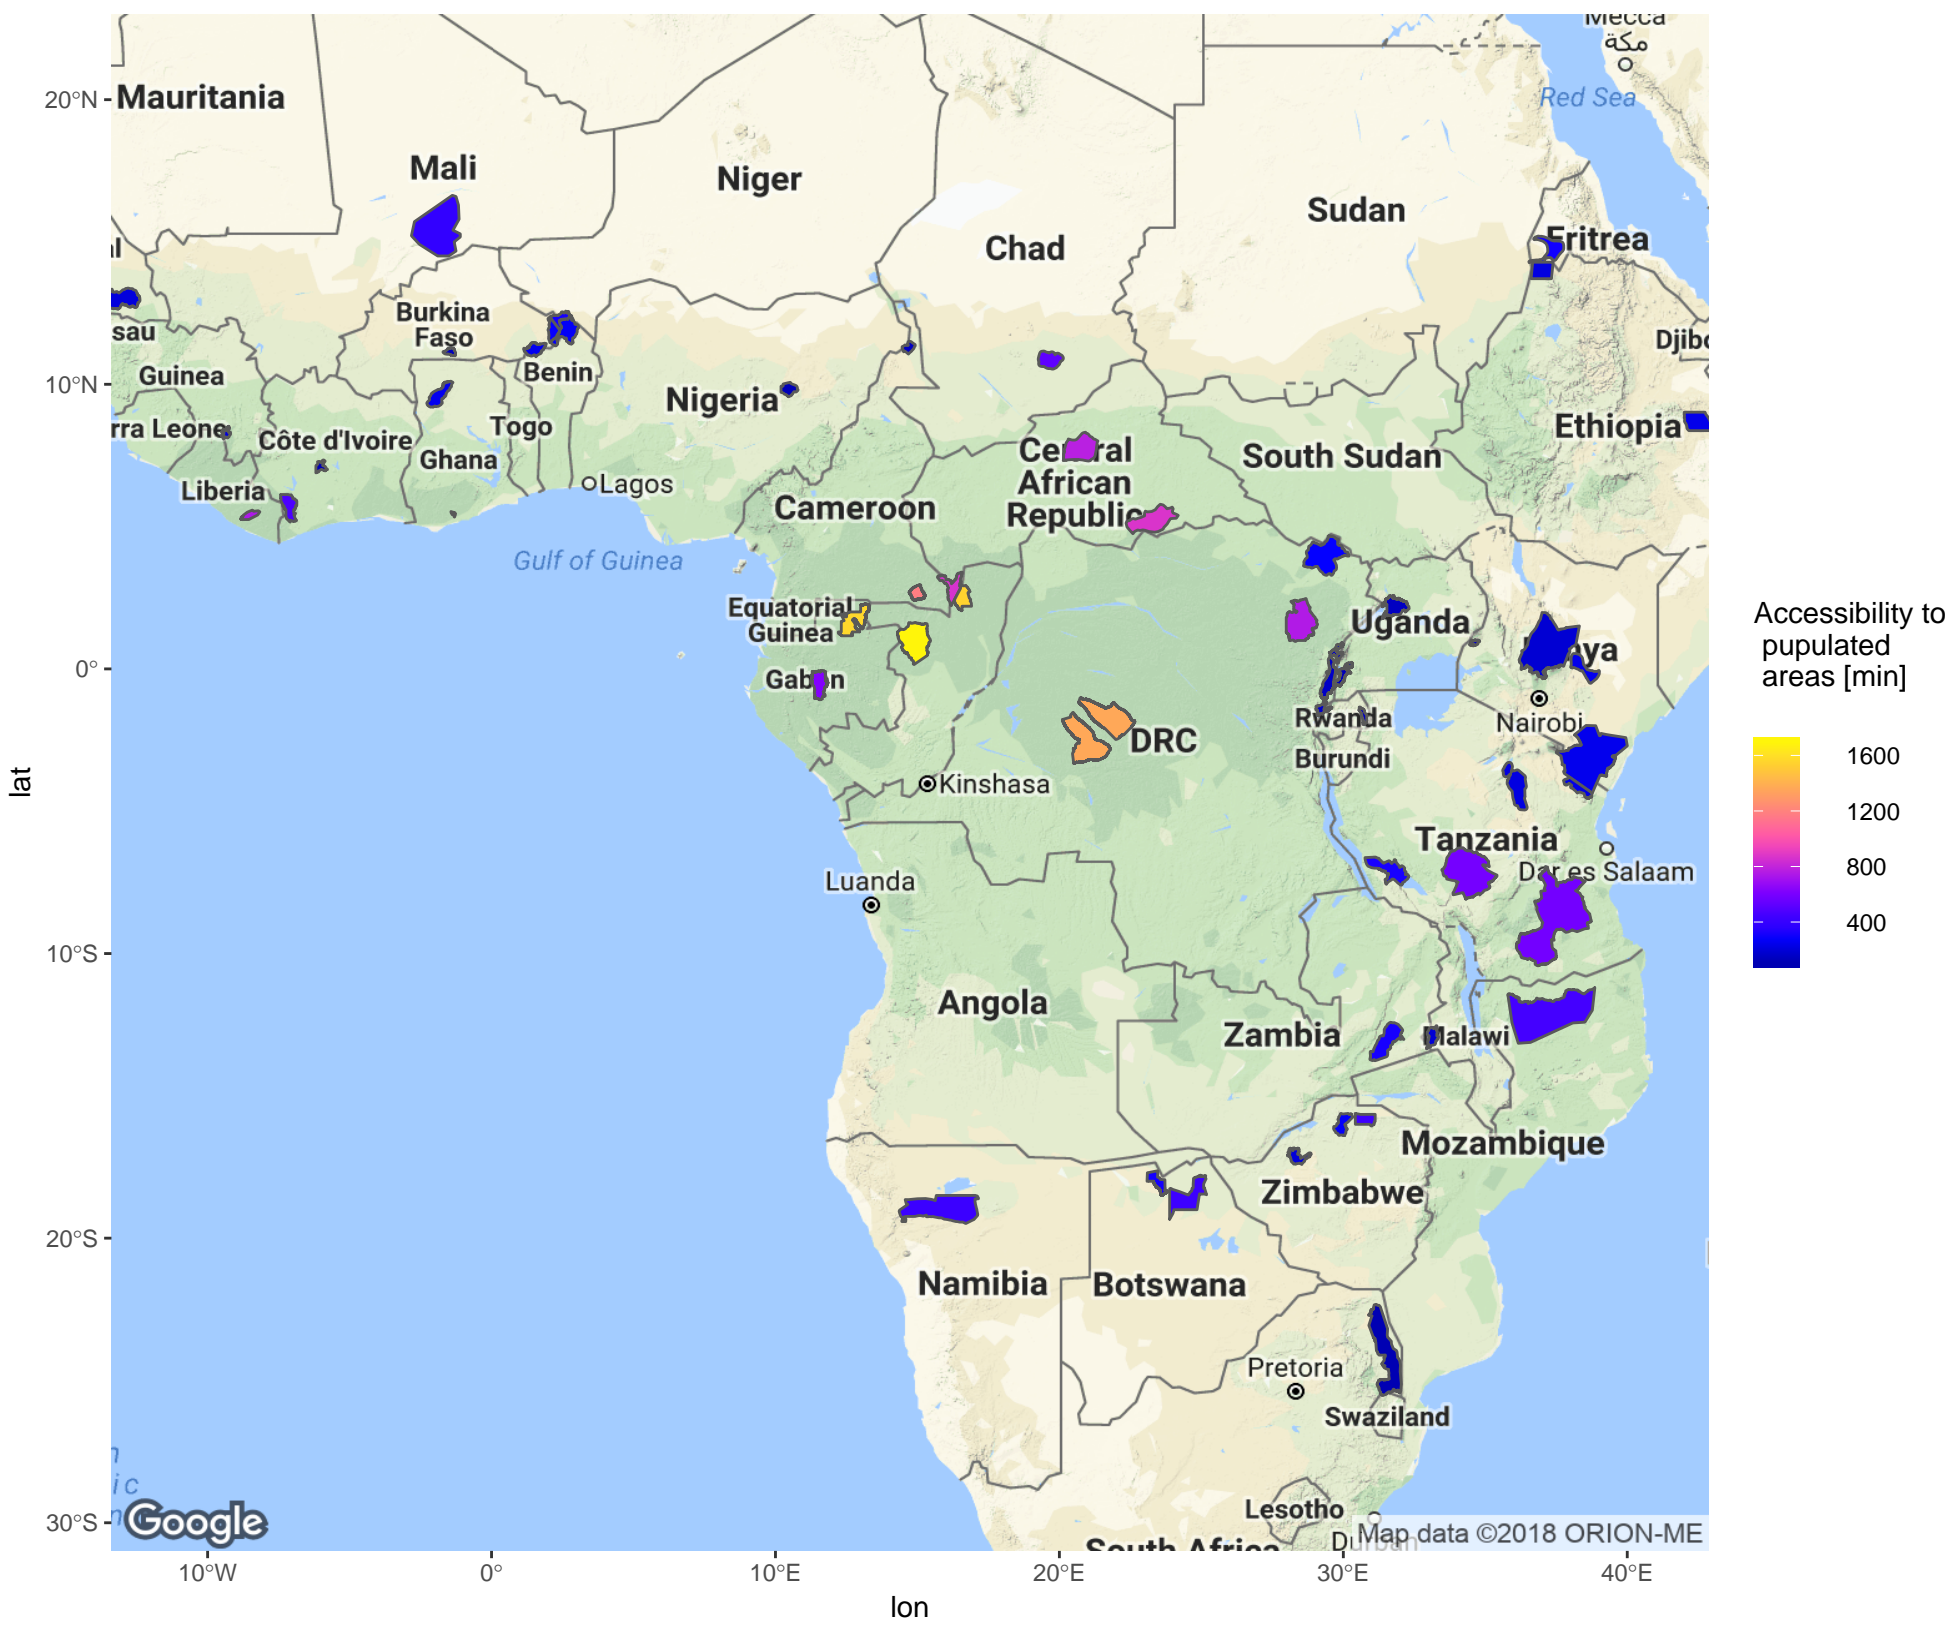 Mecca
مكة
20°N
Mauritania
Red Sea
Mali
Niger
Sudan
Chad
Eritrea
al
Burkina
Faso
sau
Djibo
Guinea
Benin
10°N
Nigeria
rra Leone
Côte d'Ivoire
Togo
Ethiopia
Ghana
Central
African
Republic
South Sudan
Liberia
Lagos
Cameroon
Gulf of Guinea
Equatorial
Guinea
Uganda
Kenya
0°
Gabon
Rwanda
Nairobi
DRC
Burundi
Kinshasa
Tanzania
Dar es Salaam
Luanda
10°S
Angola
Zambia
Malawi
Mozambique
Zimbabwe
20°S
Namibia
Botswana
Pretoria
Swaziland
n
ic
n
Lesotho
Google
30°S
South Africa
Durban
Map data ©2018 ORION-ME
10°W
0°
10°E
20°E
30°E
40°E
lon
lat
Accessibility to
pupulated
areas [min]
1600
1200
800
400